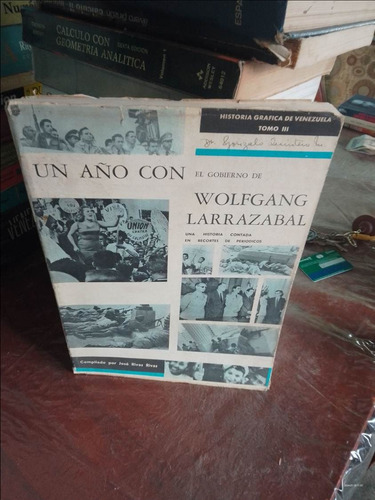 CALCULO CON
GEOMETRIA ANALITICA
HISTORIA GRAFICA DE VENEZUELA
TOMO III
UN AÑO CON EL GOBIERNO DE
WOLFGANG
LARRAZABAL
UNA HISTORIA CONTADA
EN RECORTES DE PERIODICOS
UNION
Compilado por José Rivas Rivas